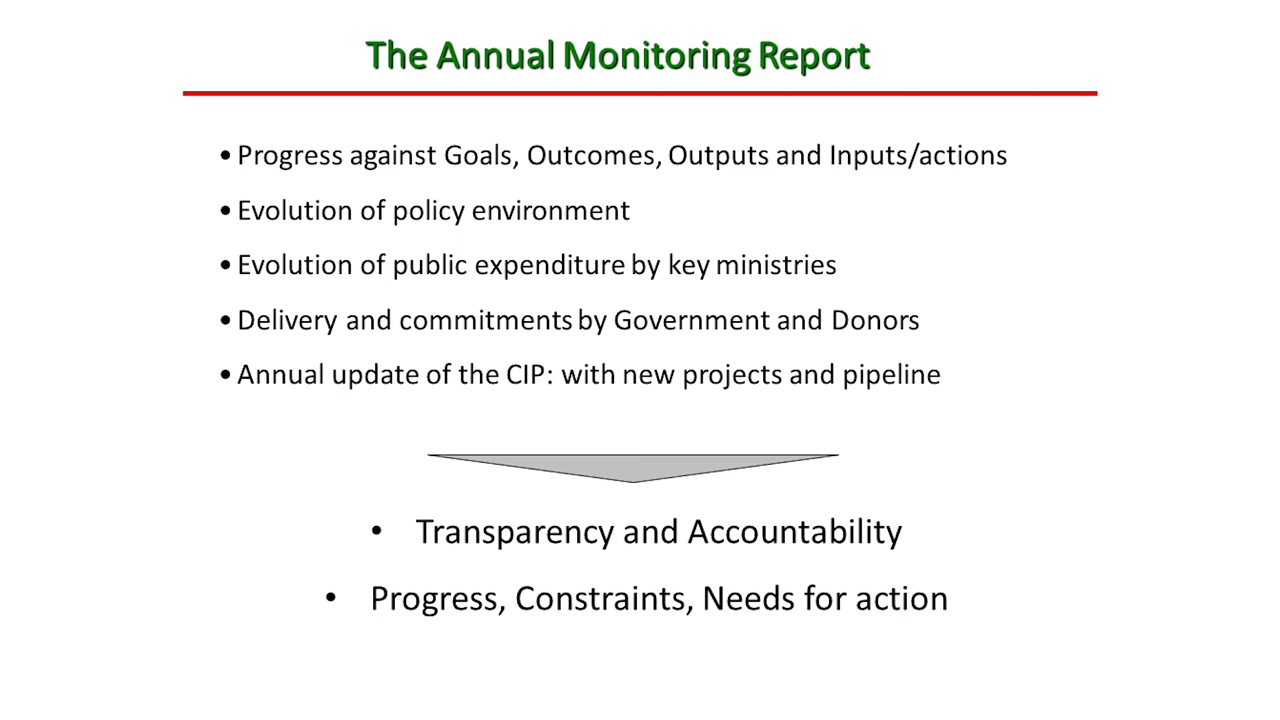 The Annual Monitoring Report
• Progress against Goals, Outcomes, Outputs and Inputs/actions
• Evolution of policy environment
• Evolution of public expenditure by key ministries
• Delivery and commitments by Government and Donors
• Annual update of the CIP: with new projects and pipeline
• Transparency and Accountability
• Progress, Constraints, Needs for action